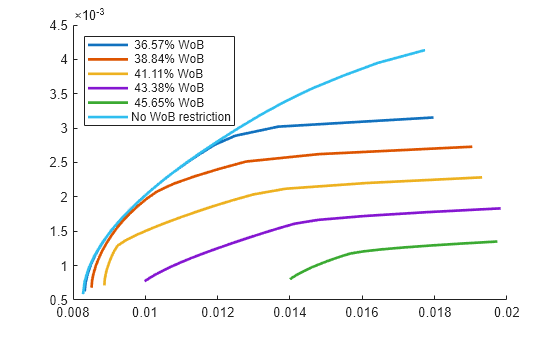 ×10-3
4.5
4
3.5
3
2.5
2
1.5
1
0.5
36.57% WoB
38.84% WoB
41.11% WoB
43.38% WoB
45.65% WoB
No WoB restriction
0.008 0.01 0.012 0.014 0.016 0.018 0.02